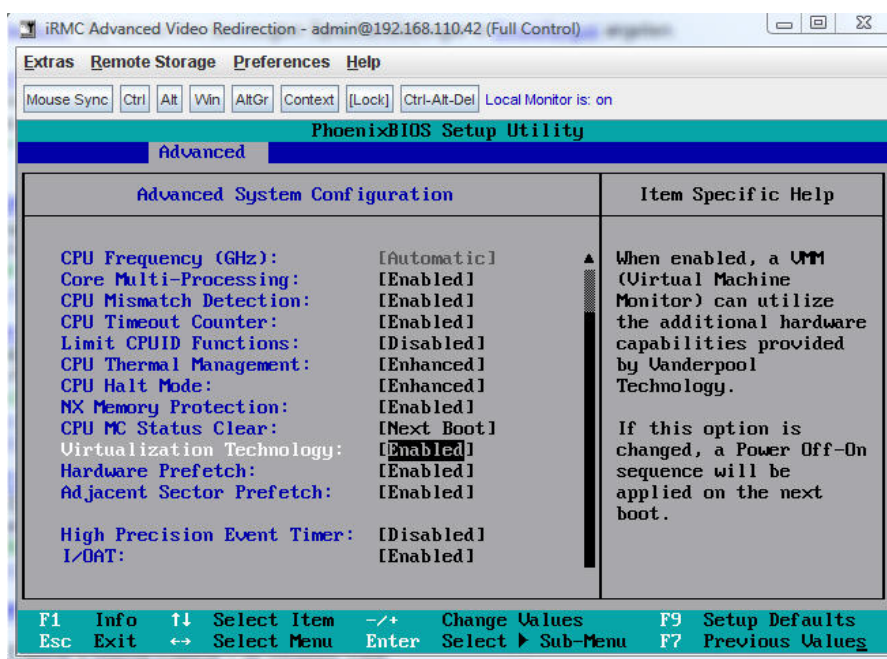 iRMC Advanced Video Redirection - admin@192.168.110.42 (Full Control)
Extras Remote Storage Preferences Help
Mouse Sync Ctrl Alt Win AltGr Context [Lock] Ctrl-Alt-Del Local Monitor is: on
PhoenixBIOS Setup Utility
Advanced
Advanced System Configuration
CPU Frequency (GHz): [Automatic]
Core Multi-Processing: [Enabled]
CPU Mismatch Detection: [Enabled]
CPU Timeout Counter: [Enabled]
Limit CPUID Functions: [Disabled]
CPU Thermal Management: [Enhanced]
CPU Halt Mode: [Enhanced]
NX Memory Protection: [Enabled]
CPU MC Status Clear: [Next Boot]
Virtualization Technology: [Enabled]
Hardware Prefetch: [Enabled]
Adjacent Sector Prefetch: [Enabled]
High Precision Event Timer: [Disabled]
I/OAT: [Enabled]
Item Specific Help
When enabled, a VMM
(Virtual Machine
Monitor) can utilize
the additional hardware
capabilities provided
by Vanderpool
Technology.
If this option is
changed, a Power Off-On
sequence will be
applied on the next
boot.
F1 Info ↑↓ Select Item -/+ Change Values F9 Setup Defaults
Esc Exit ↔ Select Menu Enter Select ▶ Sub-Menu F7 Previous Values